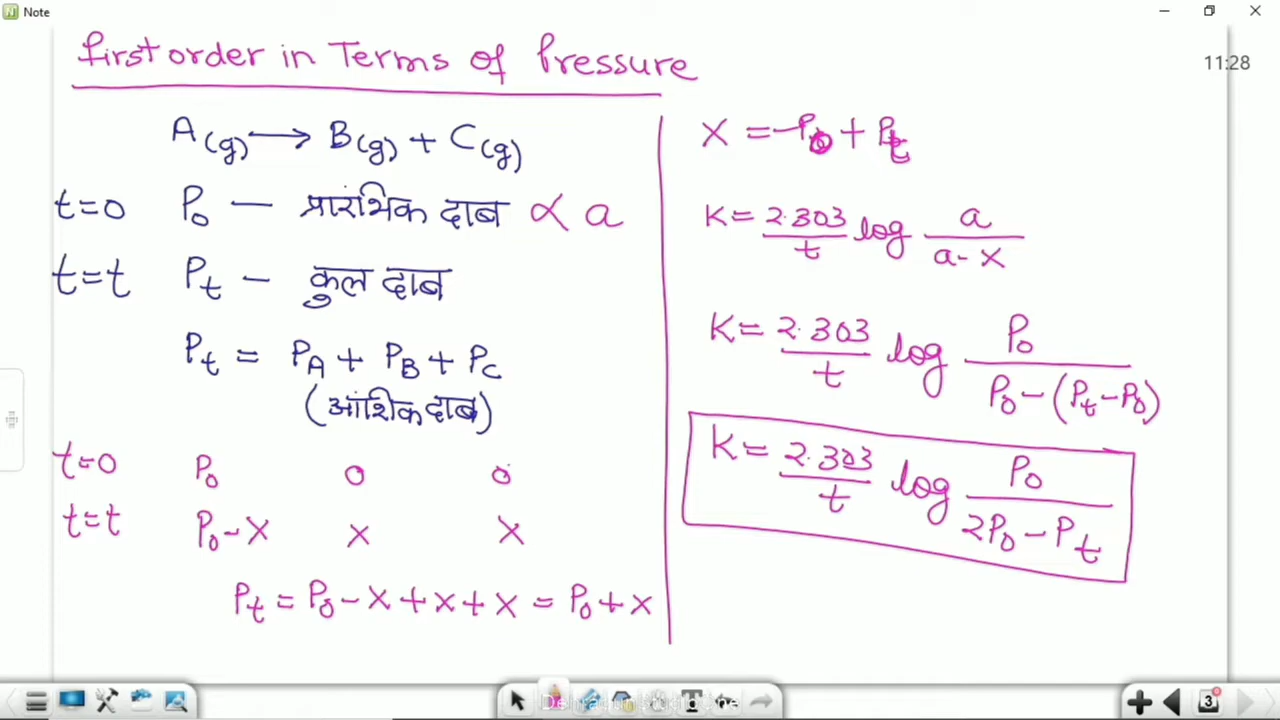 Note
11:28
First order in Terms of Pressure
A(g) ⟶ B(g) + C(g)
t=0 P₀ — प्रारंभिक दाब ∝ a
t=t Pₜ — कुल दाब
Pₜ = P_A + P_B + P_C
(आंशिक दाब)
t=0 P₀ 0 0
t=t P₀-x x x
Pₜ = P₀-x+x+x = P₀+x
x = -P₀ + Pₜ
K = 2.303/t log a/(a-x)
K = 2.303/t log P₀/(P₀-(Pₜ-P₀))
K = 2.303/t log P₀/(2P₀-Pₜ)
3